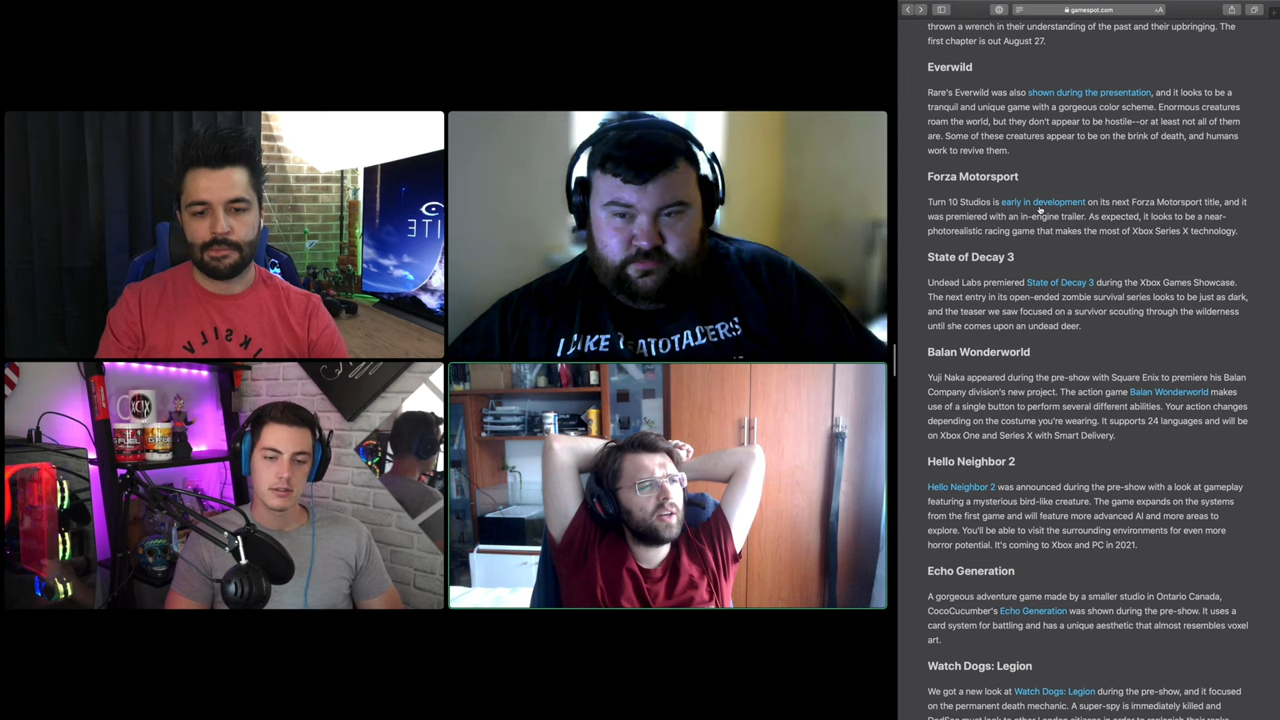 gamespot.com
thrown a wrench in their understanding of the past and their upbringing. The
first chapter is out August 27.
Everwild
Rare's Everwild was also shown during the presentation, and it looks to be a
tranquil and unique game with a gorgeous color scheme. Enormous creatures
roam the world, but they don't appear to be hostile--or at least not all of them
are. Some of these creatures appear to be on the brink of death, and humans
work to revive them.
Forza Motorsport
Turn 10 Studios is early in development on its next Forza Motorsport title, and it
was premiered with an in-engine trailer. As expected, it looks to be a near-
photorealistic racing game that makes the most of Xbox Series X technology.
State of Decay 3
Undead Labs premiered State of Decay 3 during the Xbox Games Showcase.
The next entry in its open-ended zombie survival series looks to be just as dark,
and the teaser we saw focused on a survivor scouting through the wilderness
until she comes upon an undead deer.
Balan Wonderworld
Yuji Naka appeared during the pre-show with Square Enix to premiere his Balan
Company division's new project. The action game Balan Wonderworld makes
use of a single button to perform several different abilities. Your action changes
depending on the costume you're wearing. It supports 24 languages and will be
on Xbox One and Series X with Smart Delivery.
Hello Neighbor 2
Hello Neighbor 2 was announced during the pre-show with a look at gameplay
featuring a mysterious bird-like creature. The game expands on the systems
from the first game and will feature more advanced AI and more areas to
explore. You'll be able to visit the surrounding environments for even more
horror potential. It's coming to Xbox and PC in 2021.
Echo Generation
A gorgeous adventure game made by a smaller studio in Ontario Canada,
CocoCucumber's Echo Generation was shown during the pre-show. It uses a
card system for battling and has a unique aesthetic that almost resembles voxel
art.
Watch Dogs: Legion
We got a new look at Watch Dogs: Legion during the pre-show, and it focused
on the permanent death mechanic. A super-spy is immediately killed and
I LIKE